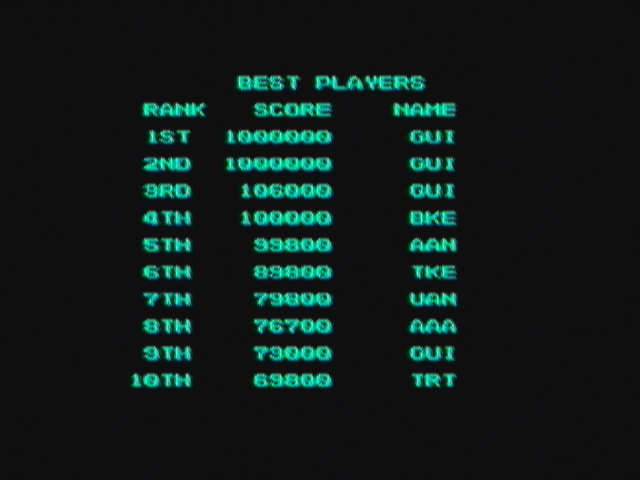 BEST PLAYERS
RANK SCORE NAME
1ST 1000000 GUI
2ND 1000000 GUI
3RD 106000 GUI
4TH 100000 BKE
5TH 99800 AAN
6TH 89800 TKE
7TH 79800 UAN
8TH 76700 AAA
9TH 73000 GUI
10TH 69800 TRT